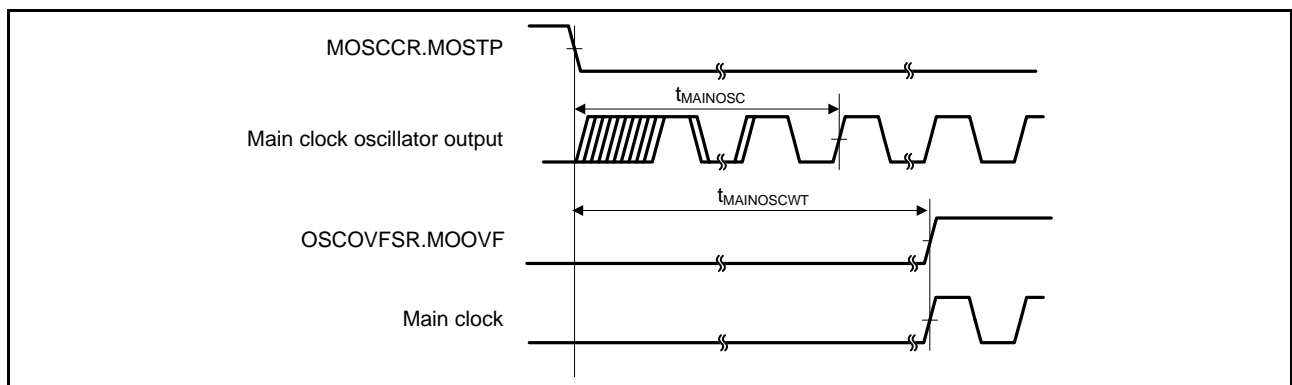 MOSCCR.MOSTP
tMAINOSC
Main clock oscillator output
tMAINOSCWT
OSCOVFSR.MOOVF
Main clock